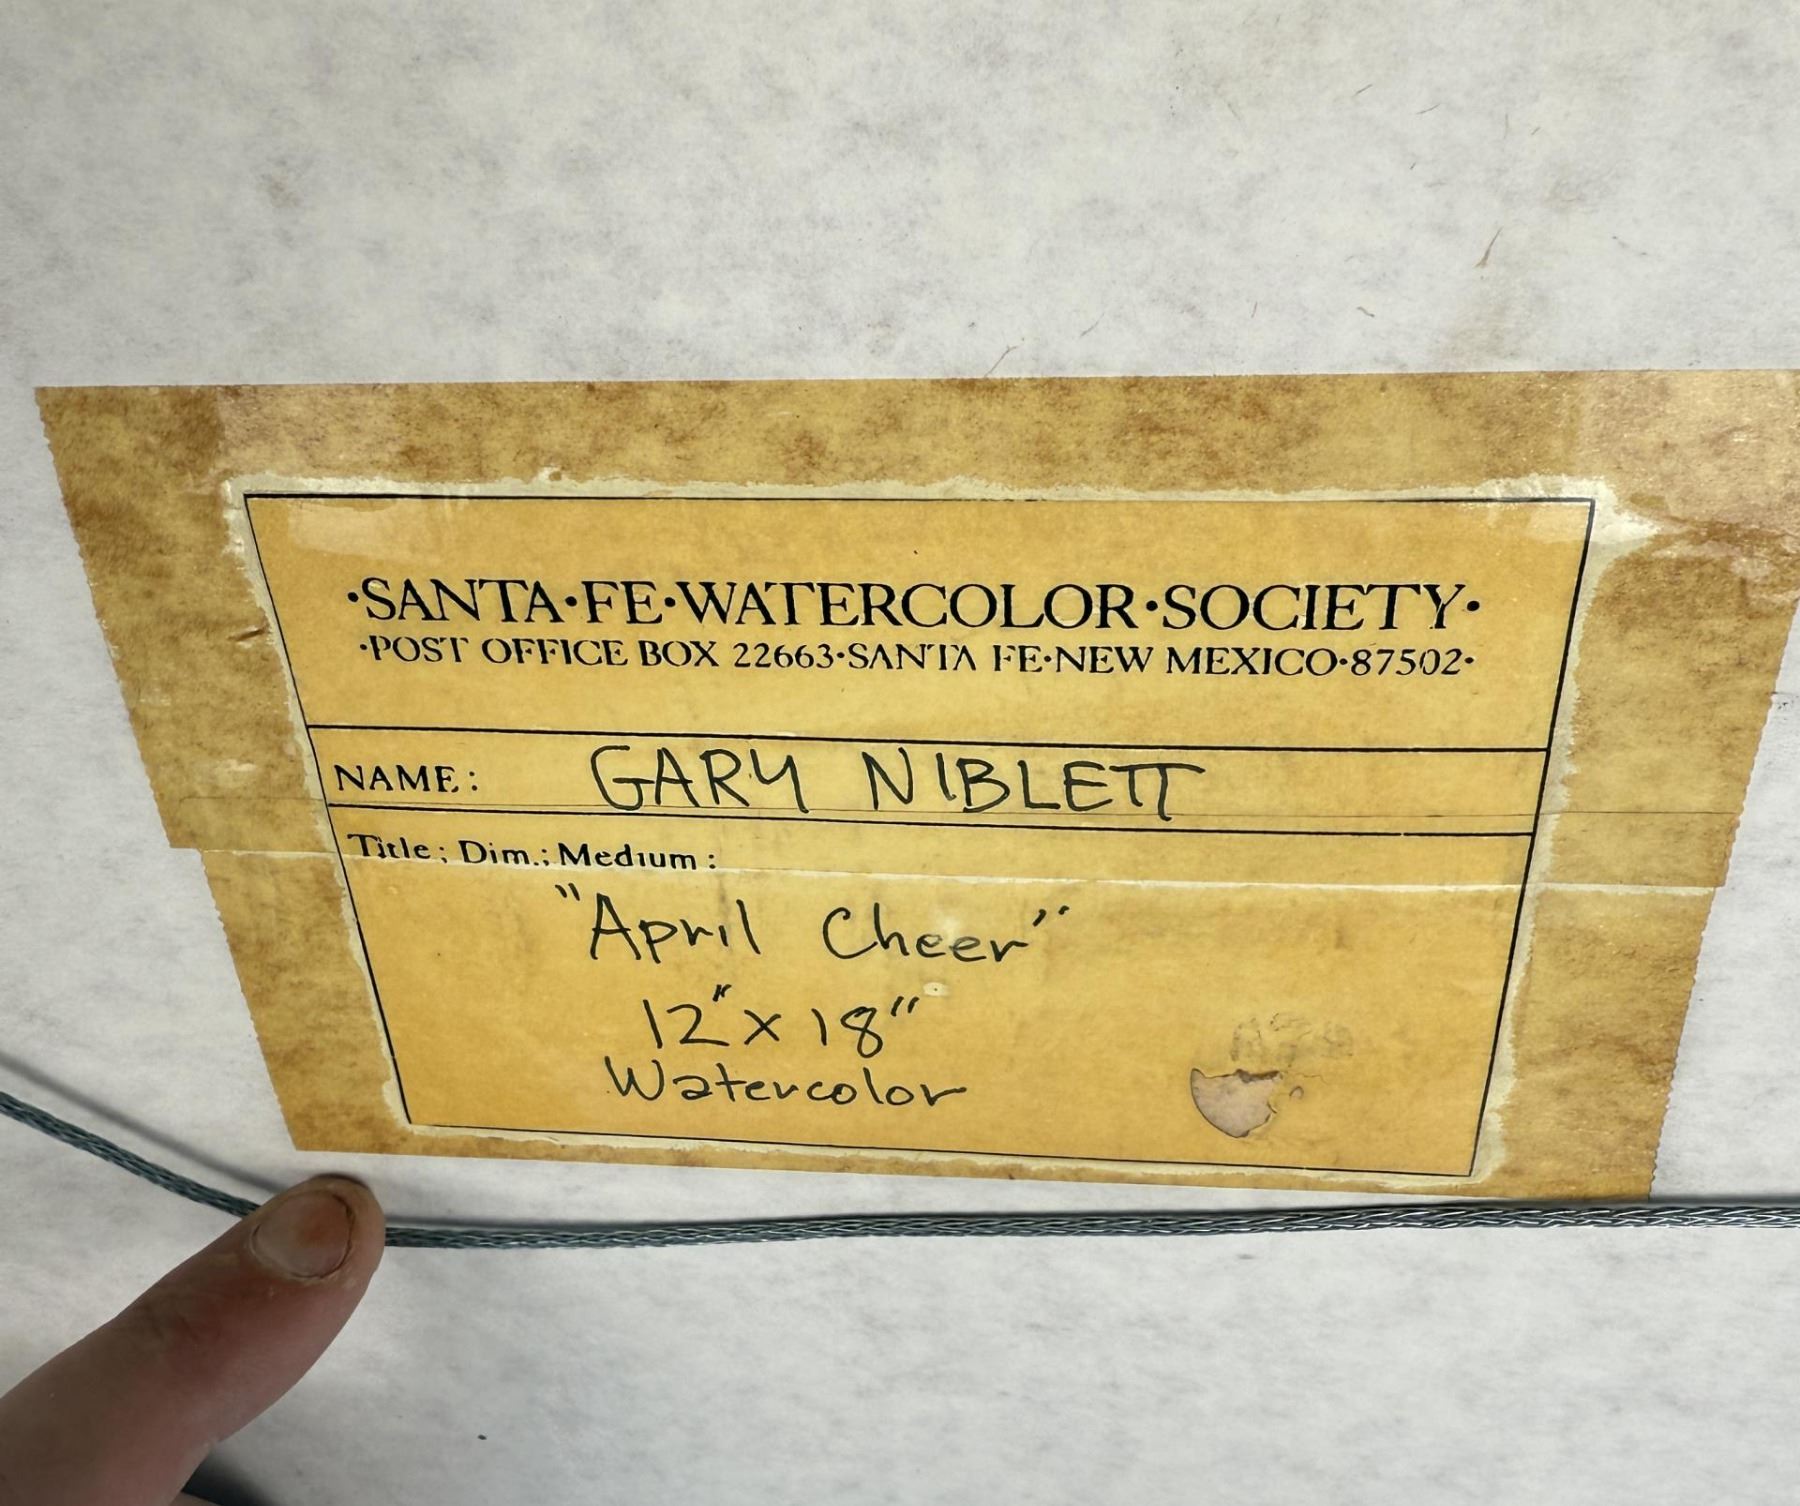 ·SANTA·FE·WATERCOLOR·SOCIETY·
·POST OFFICE BOX 22663·SANTA FE·NEW MEXICO·87502·
NAME: GARY NIBLETT
Title; Dim.; Medium:
"April Cheer"
12" x 18"
Watercolor